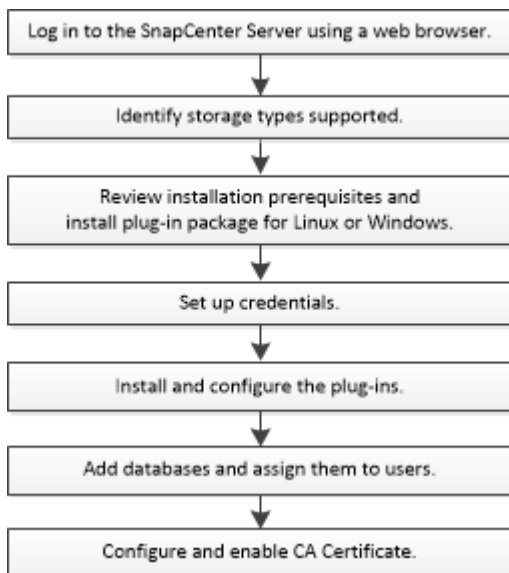 Log in to the SnapCenter Server using a web browser.
Identify storage types supported.
Review installation prerequisites and
install plug-in package for Linux or Windows.
Set up credentials.
Install and configure the plug-ins.
Add databases and assign them to users.
Configure and enable CA Certificate.